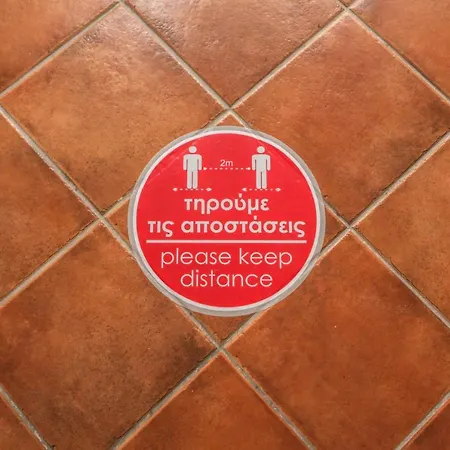 2m
τηρούμε
τις αποστάσεις
please keep
distance